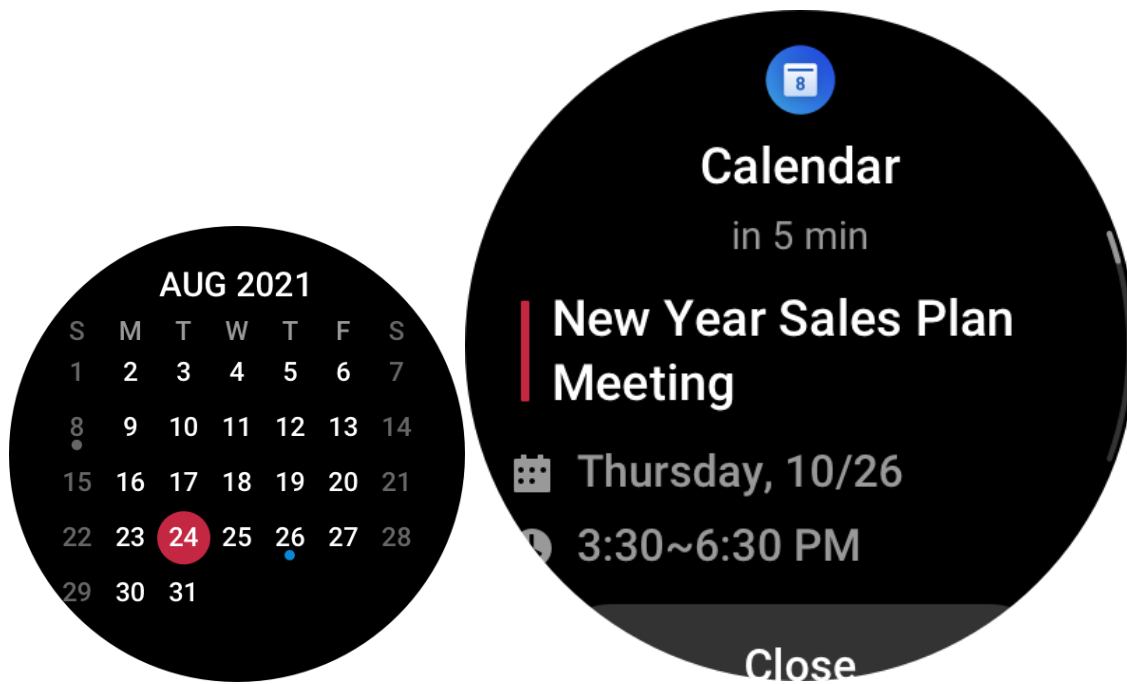 AUG 2021
S M T W T F S
1 2 3 4 5 6 7
8 9 10 11 12 13 14
15 16 17 18 19 20 21
22 23 24 25 26 27 28
29 30 31
8
Calendar
in 5 min
New Year Sales Plan
Meeting
Thursday, 10/26
3:30~6:30 PM
Close